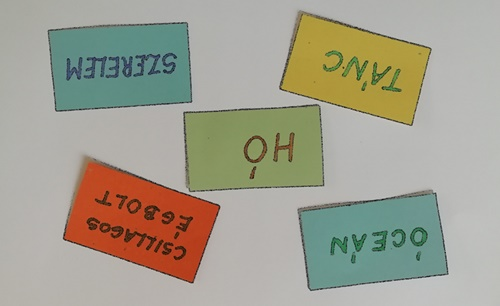 ÓCEÁN
CSILLAGOS
ÉGBOLT
HÓ
TÁNC
SZERELEM